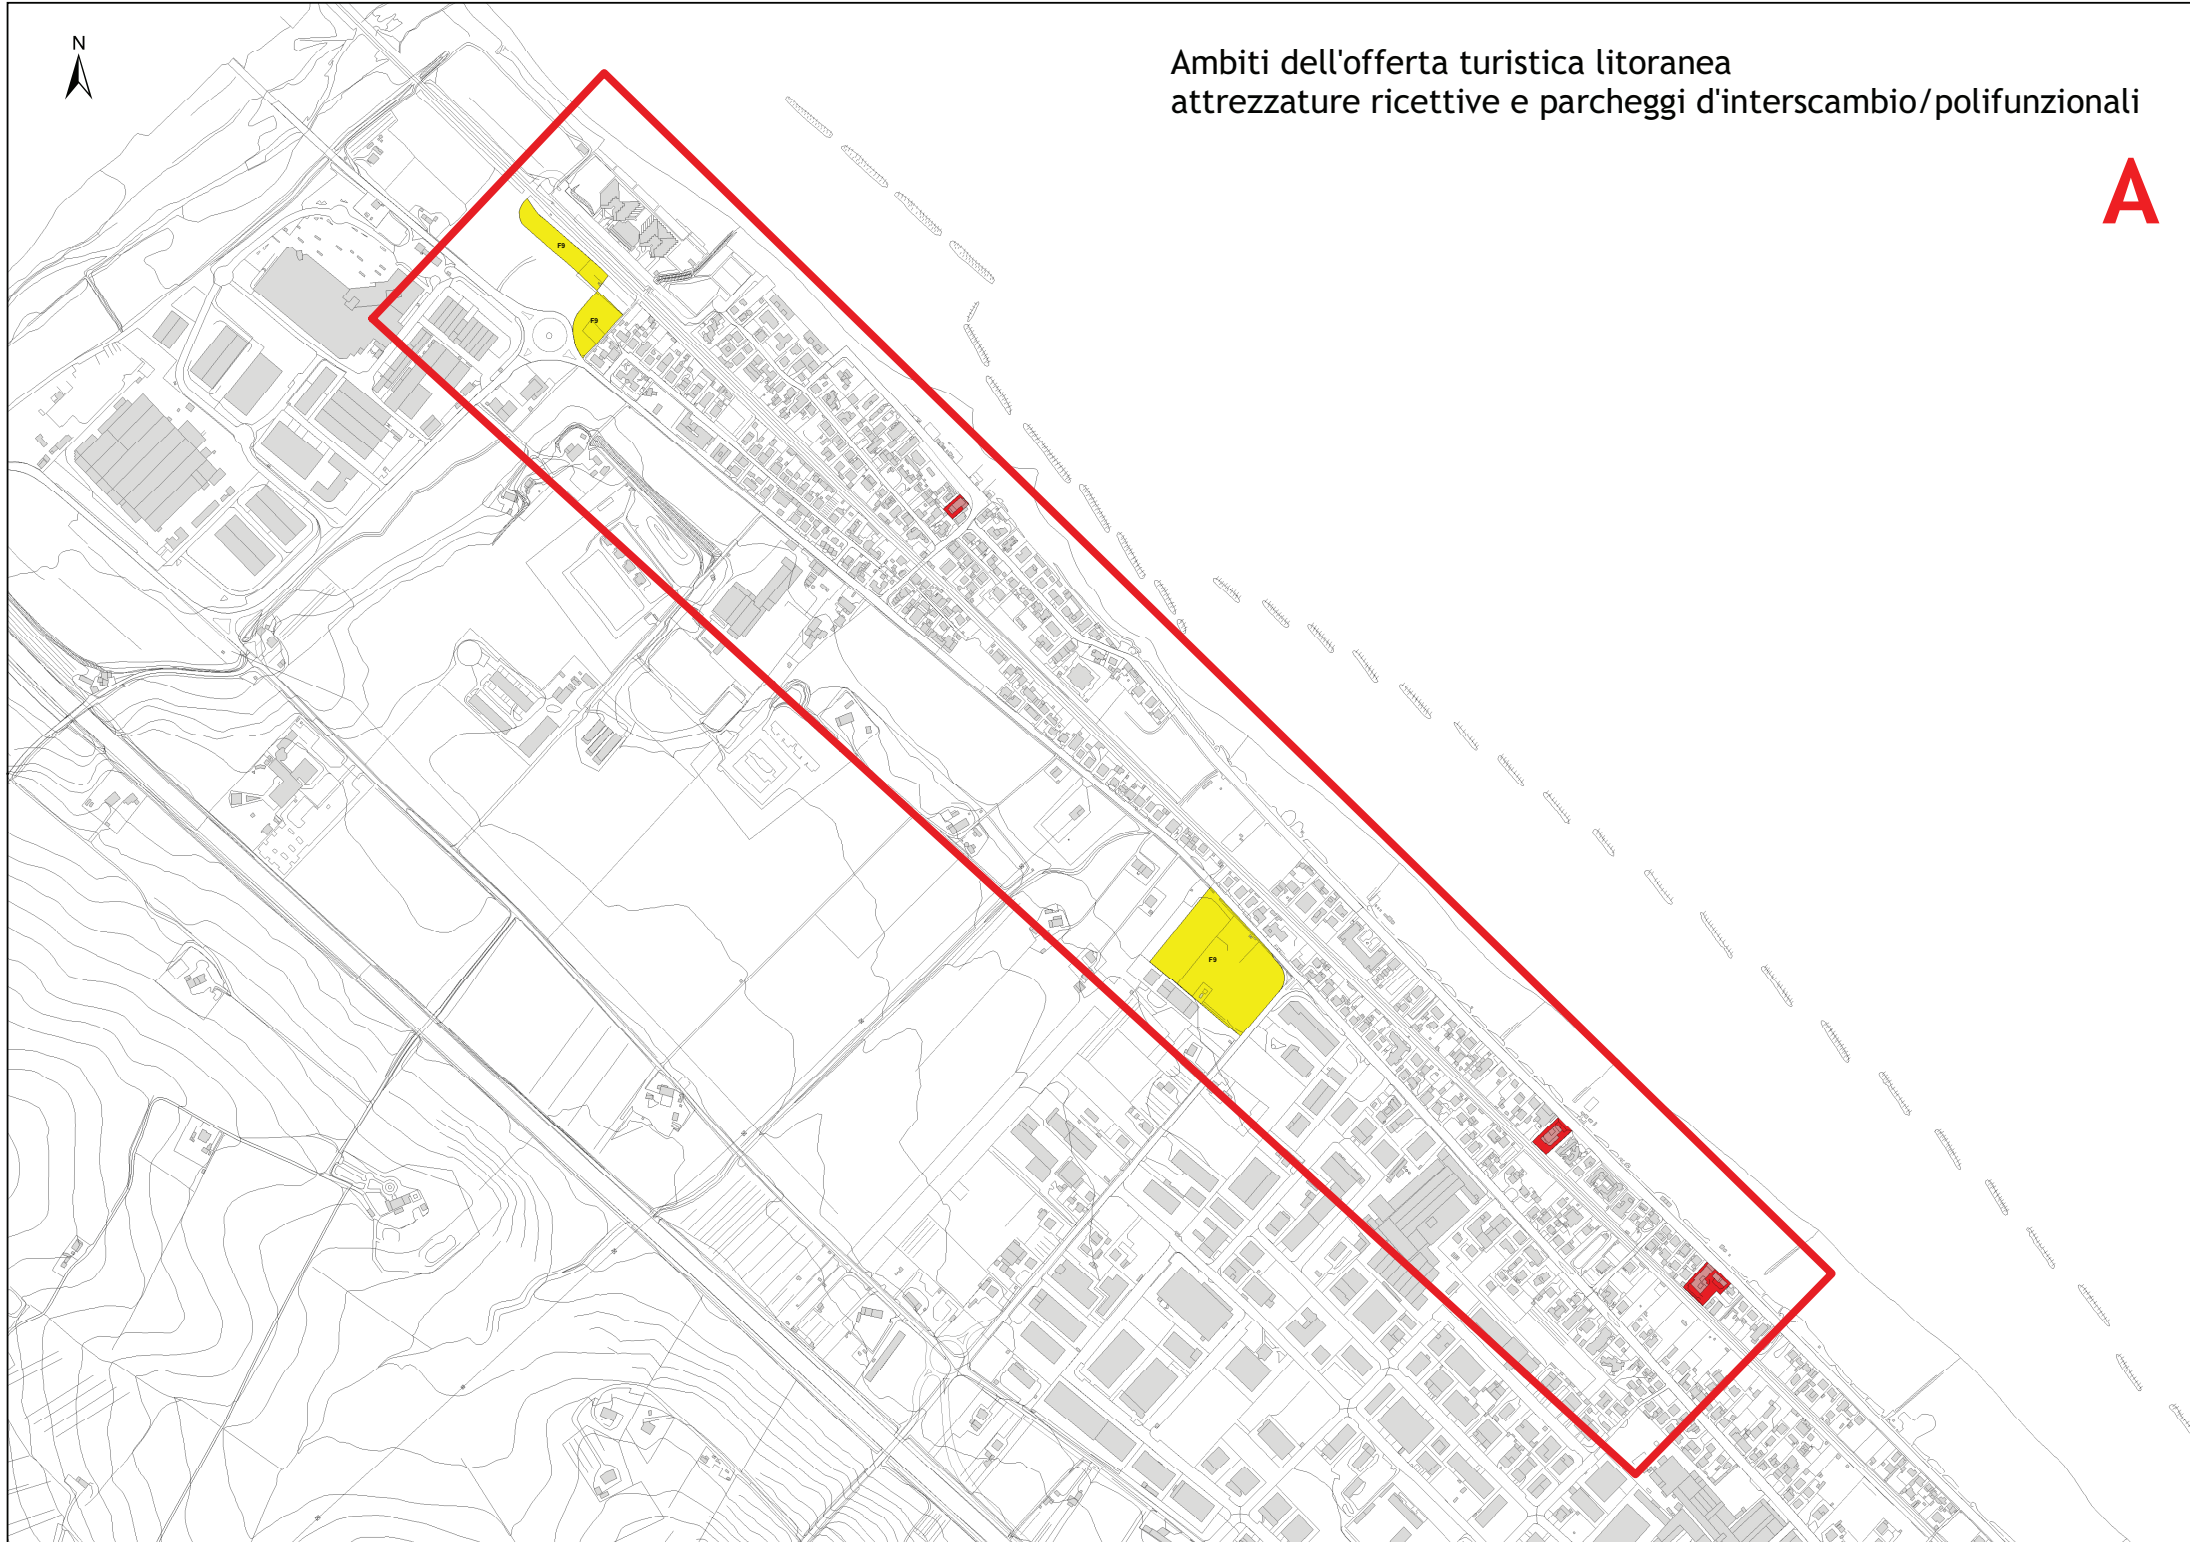 N
Ambiti dell'offerta turistica litoranea
attrezzature ricettive e parcheggi d'interscambio/polifunzionali
A
F9
F9
F9